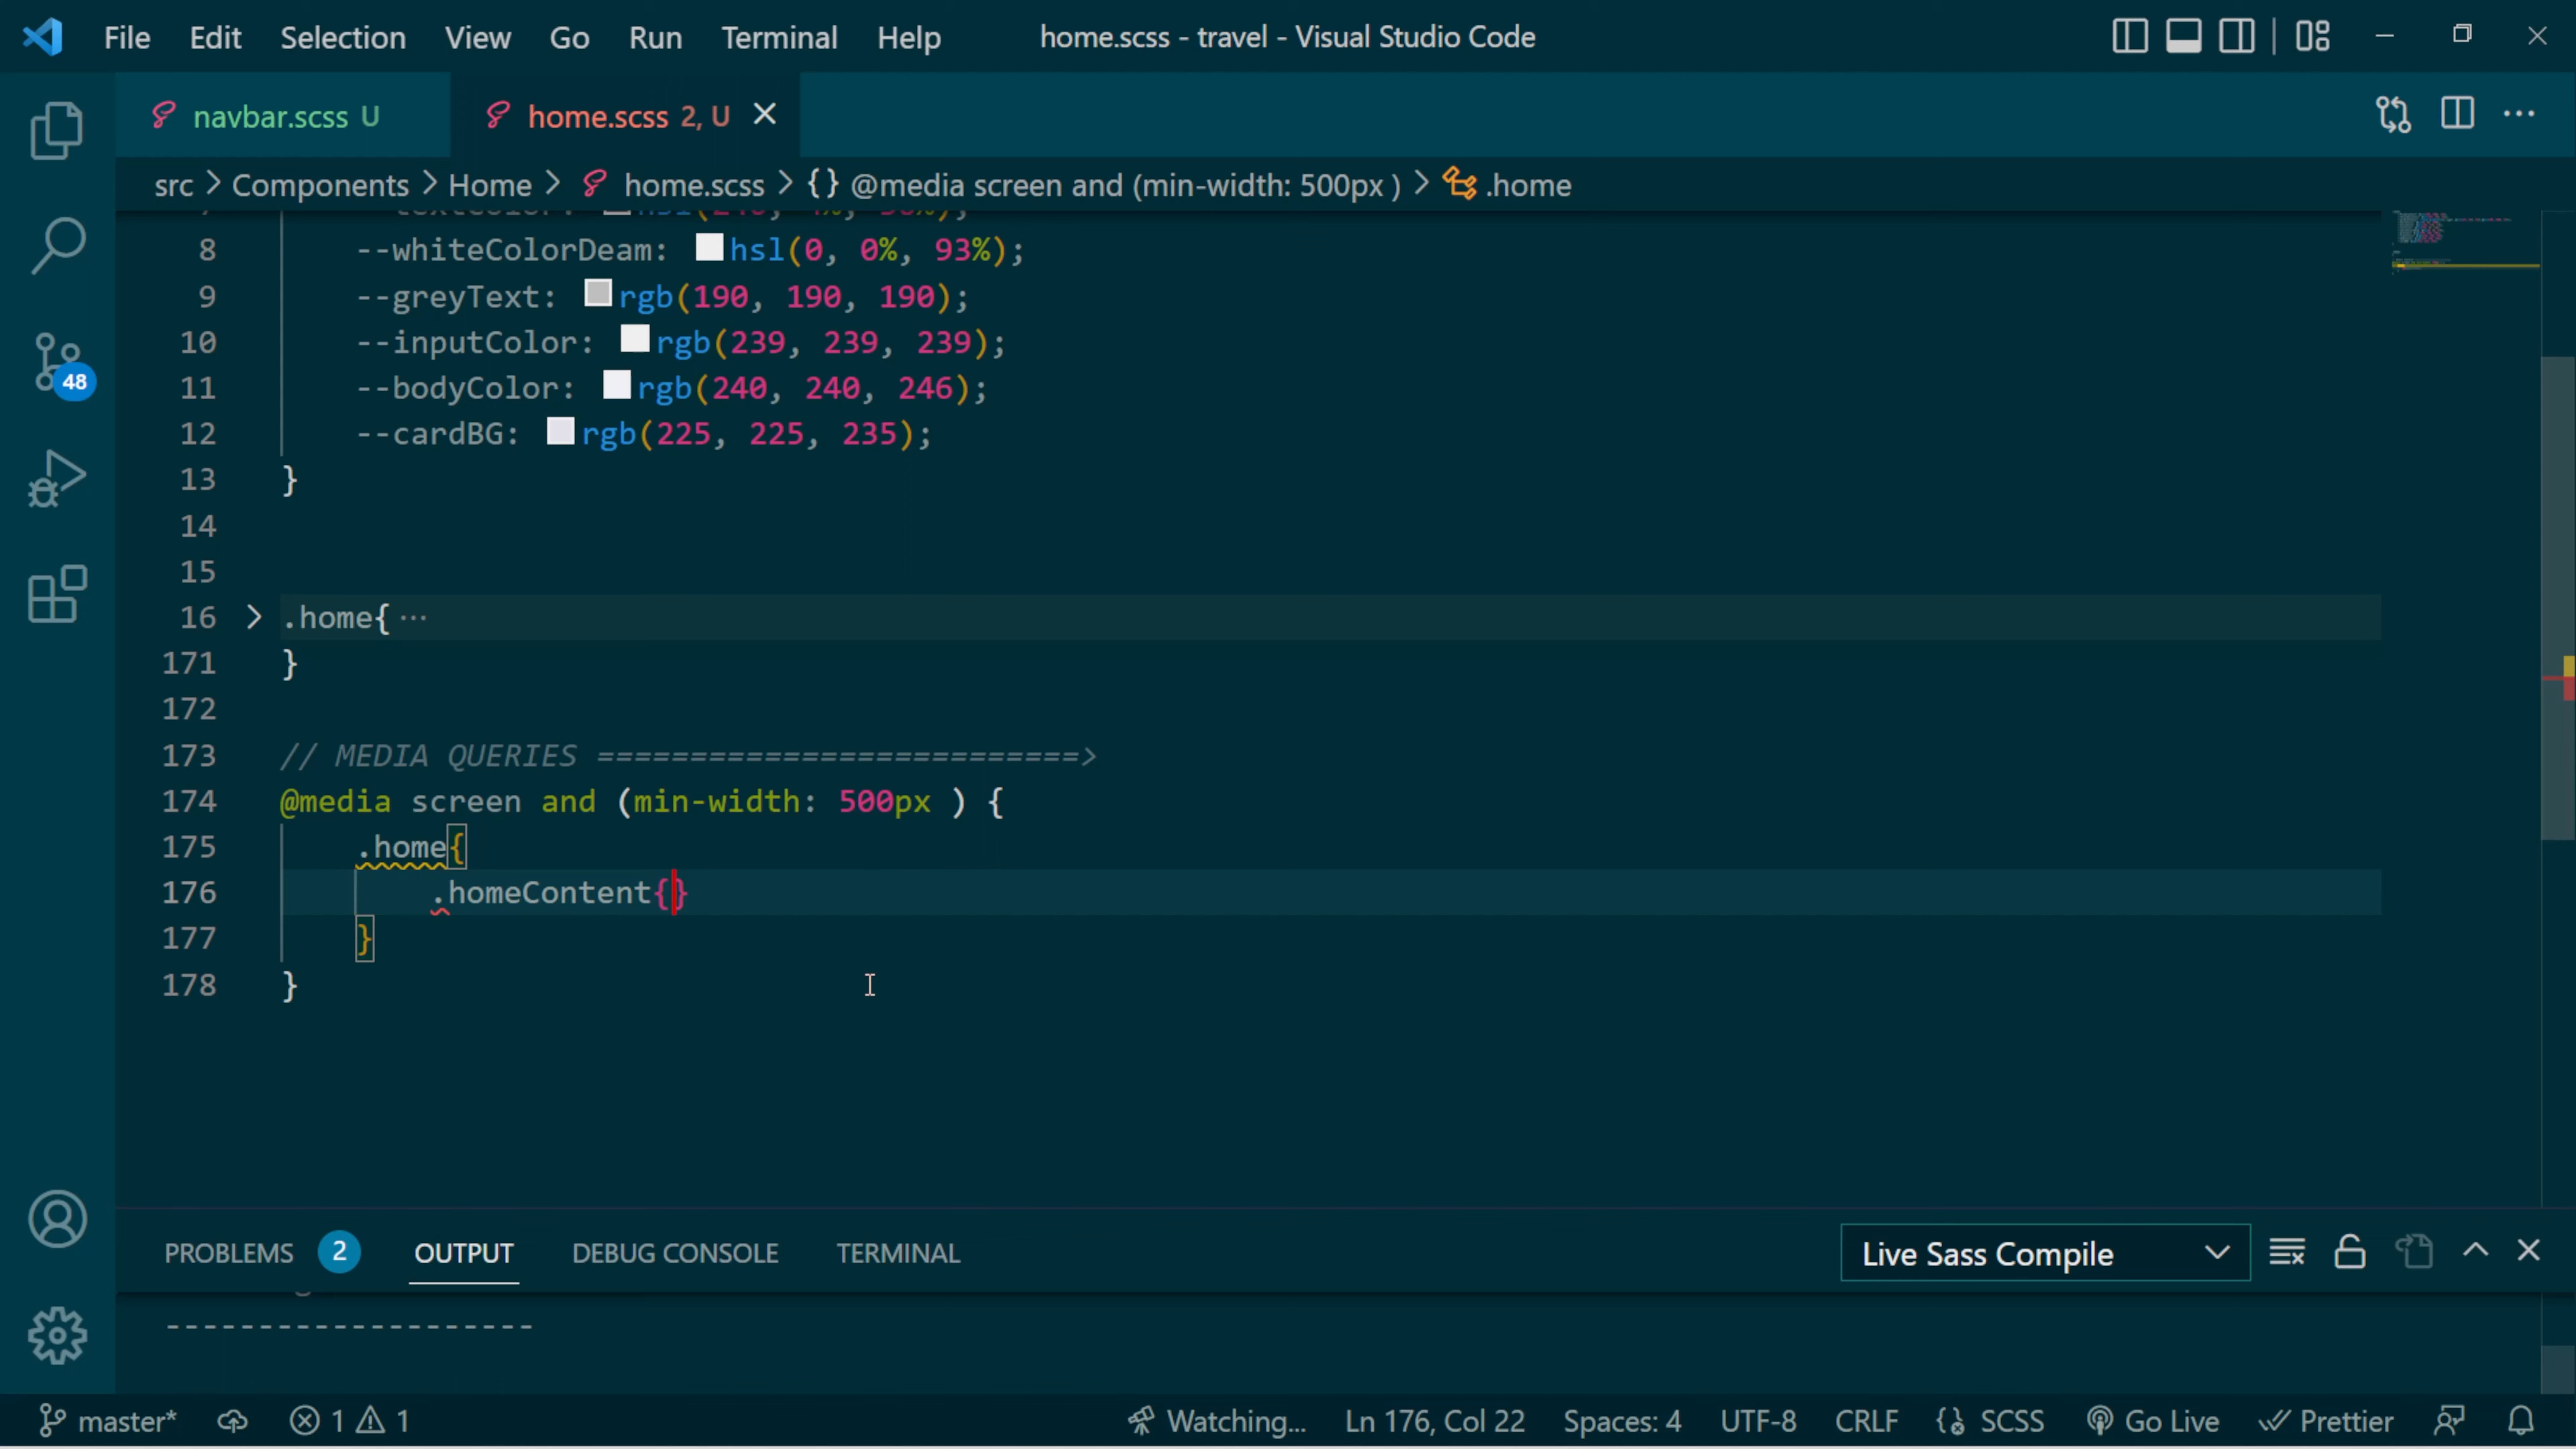 File Edit Selection View Go Run Terminal Help home.scss - travel - Visual Studio Code
navbar.scss U home.scss 2, U
src > Components > Home > home.scss > {} @media screen and (min-width: 500px ) > .home
8 --whiteColorDeam: hsl(0, 0%, 93%);
9 --greyText: rgb(190, 190, 190);
10 --inputColor: rgb(239, 239, 239);
11 --bodyColor: rgb(240, 240, 246);
12 --cardBG: rgb(225, 225, 235);
13 }
14
15
16 .home{ ···
171 }
172
173 // MEDIA QUERIES ==========================>
174 @media screen and (min-width: 500px ) {
175 .home{
176 .homeContent{}
177 }
178 }
48
PROBLEMS 2 OUTPUT DEBUG CONSOLE TERMINAL Live Sass Compile
--------------------
master* 1 1 Watching... Ln 176, Col 22 Spaces: 4 UTF-8 CRLF {} SCSS Go Live Prettier